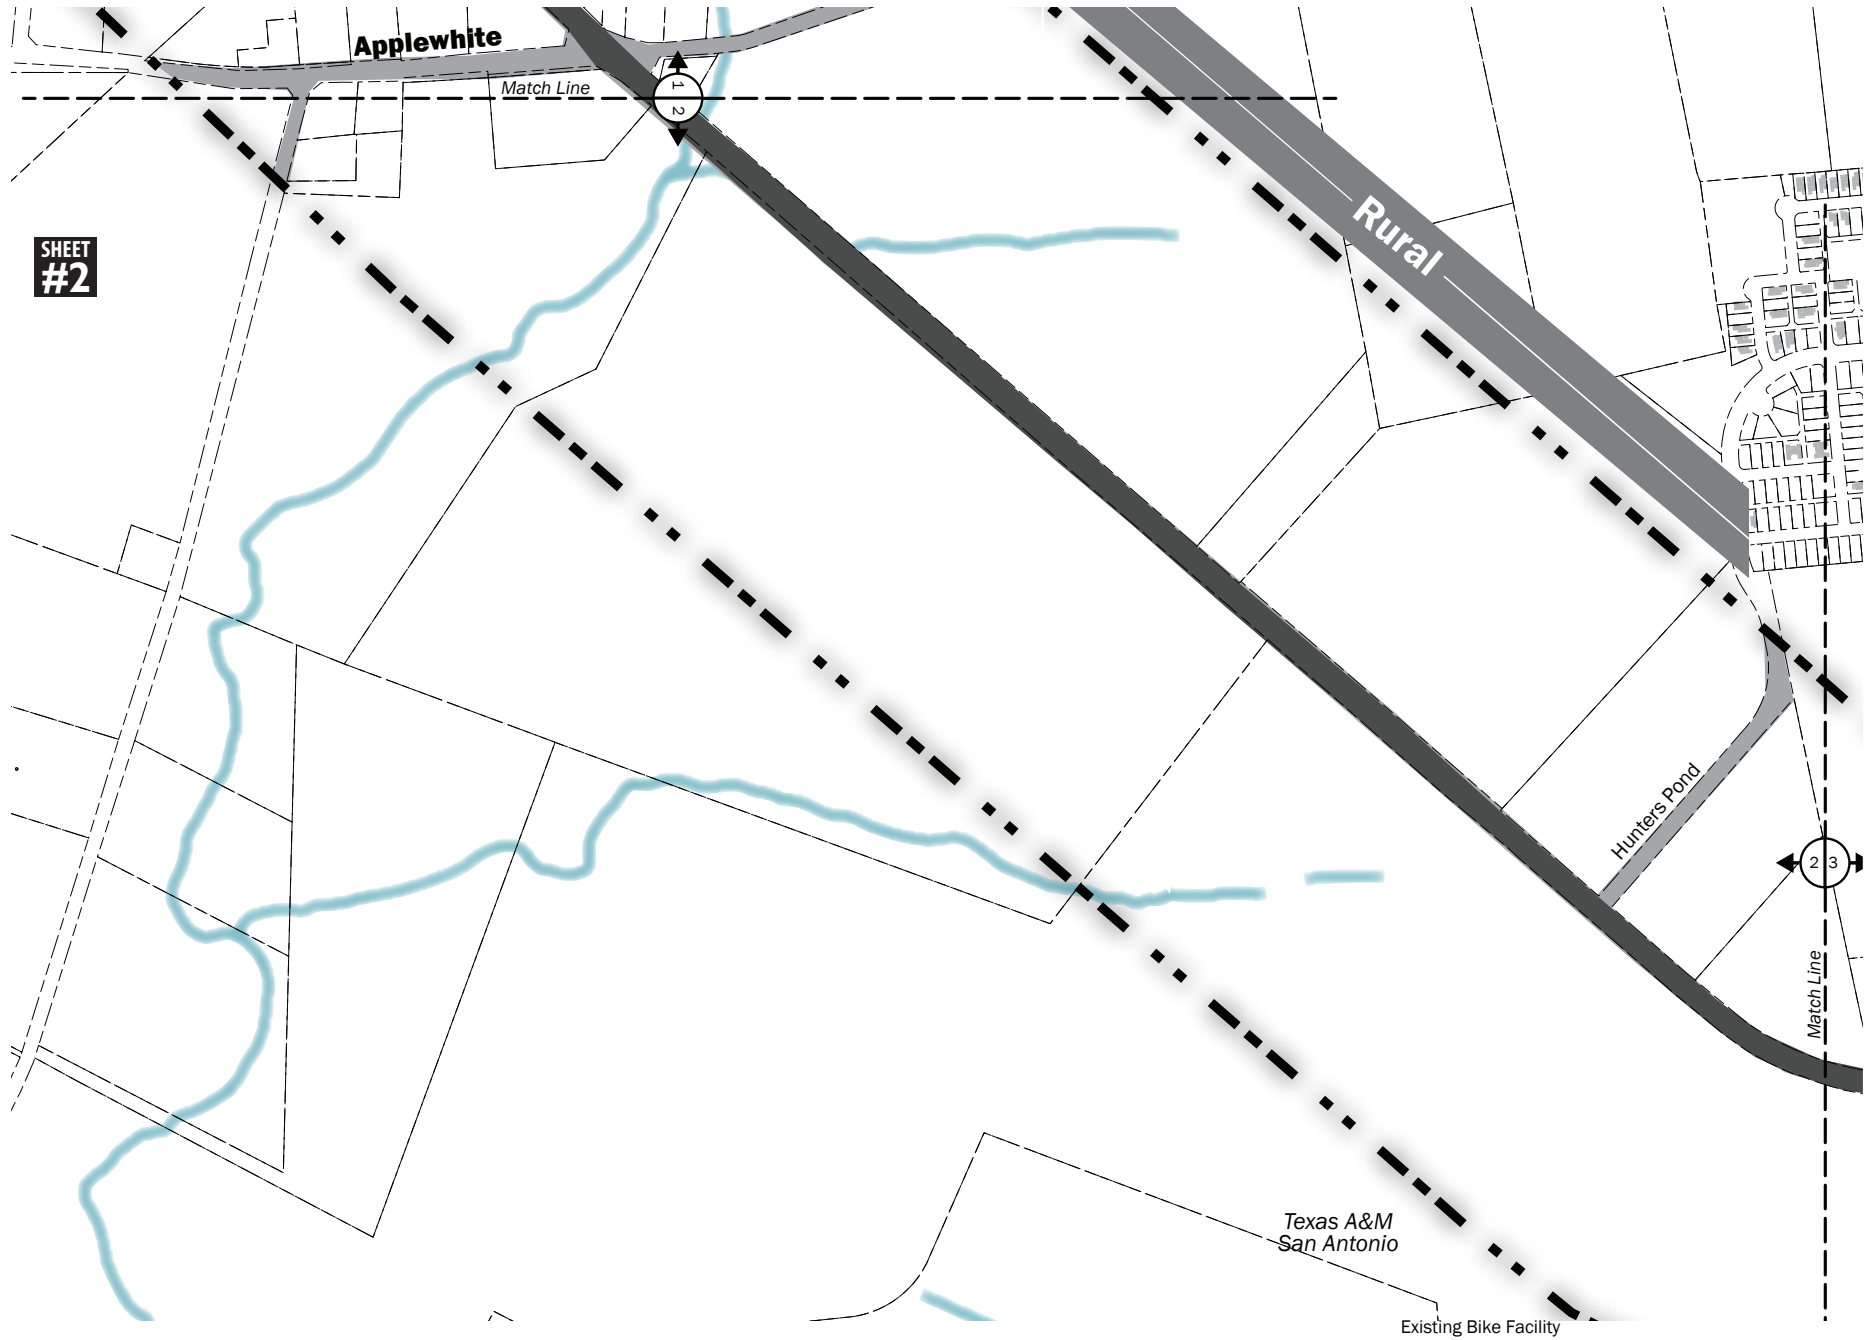 Applewhite
Match Line
1
2
Rural
SHEET
#2
Hunters Pond
2 3
Match Line
Texas A&M
San Antonio
Existing Bike Facility